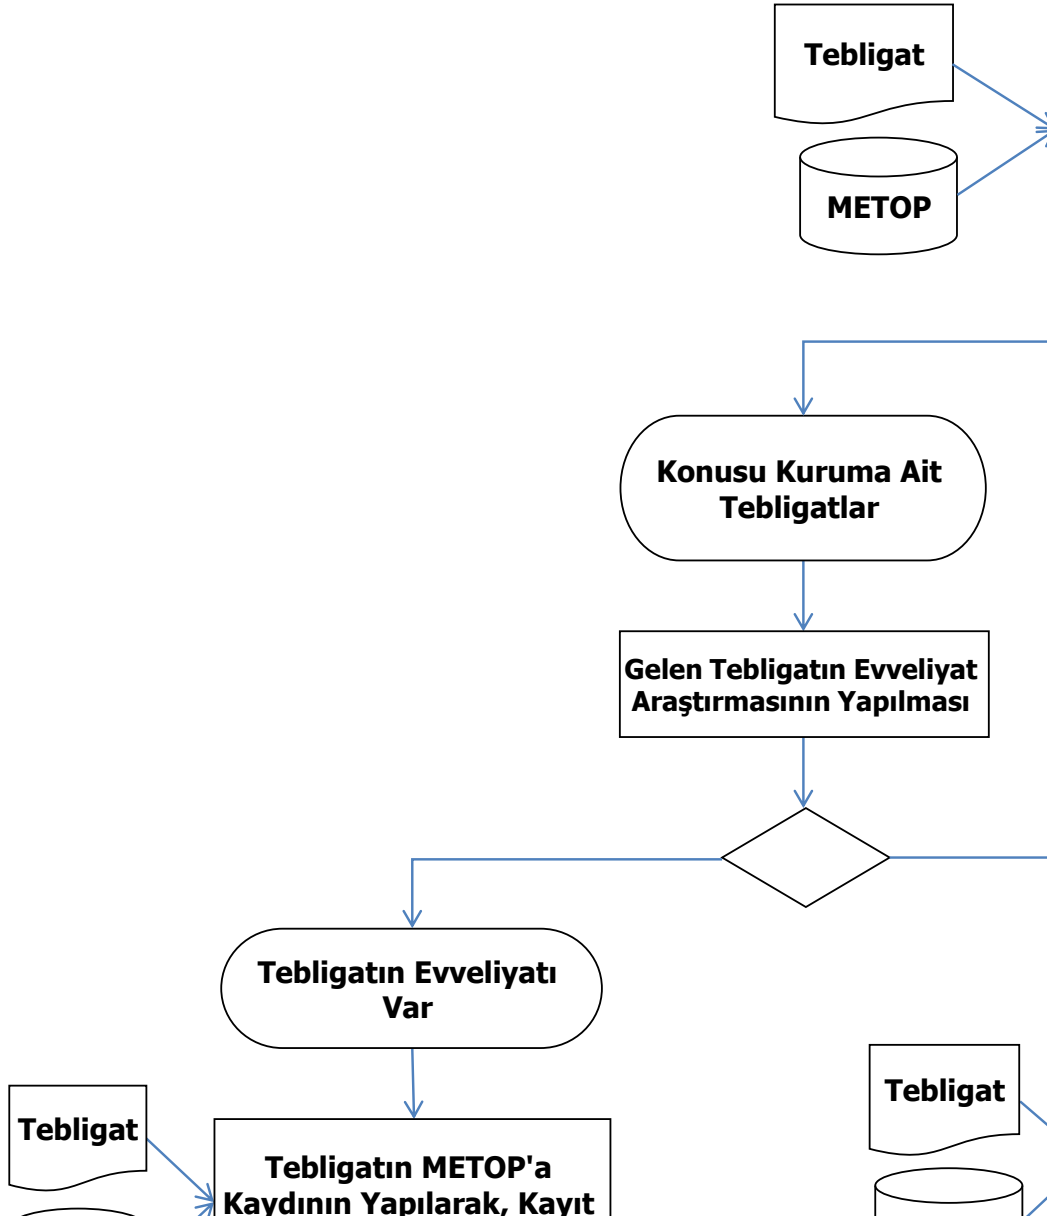 Tebligat
METOP
Konusu Kuruma Ait
Tebligatlar
Gelen Tebligatın Evveliyat
Araştırmasının Yapılması
Tebligatın Evveliyatı
Var
Tebligat
Tebligat
Tebligatın METOP'a
Kaydının Yapılarak, Kayıt